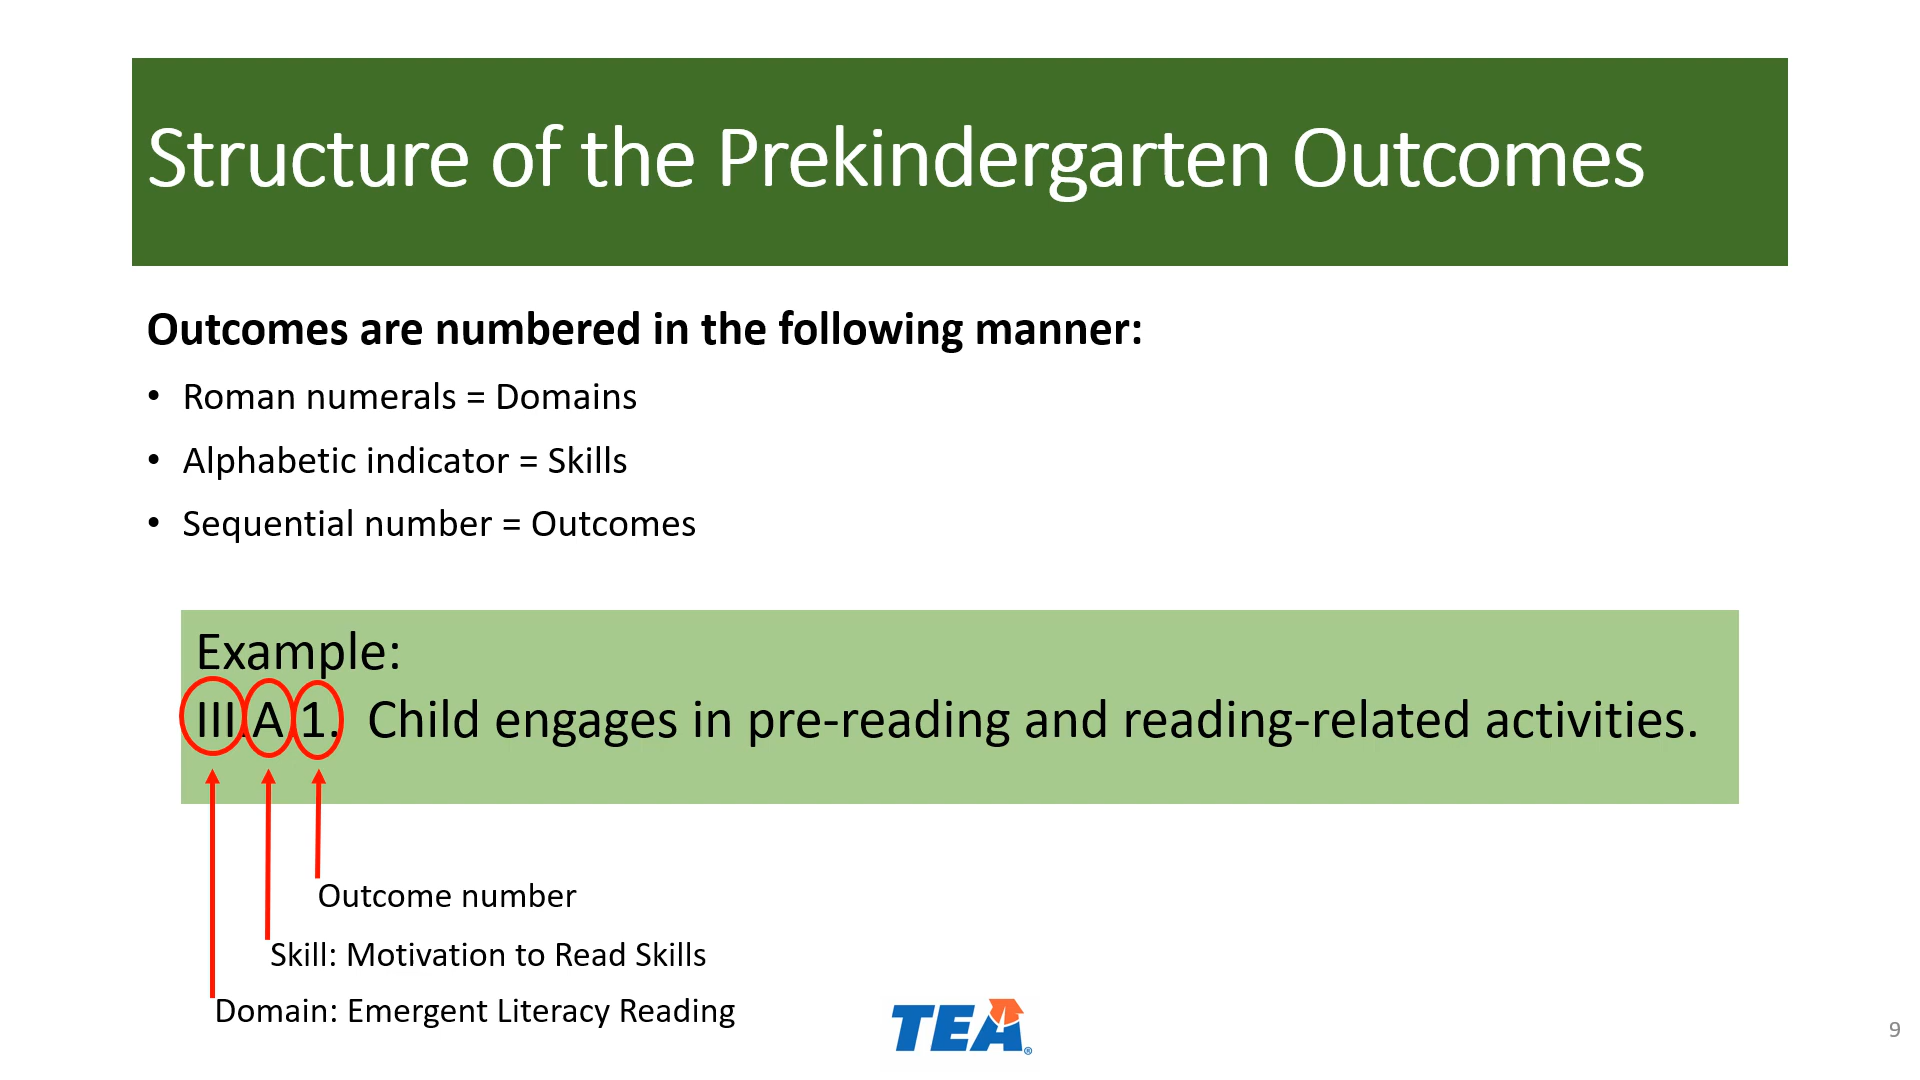 Structure of the Prekindergarten Outcomes
Outcomes are numbered in the following manner:
• Roman numerals = Domains
• Alphabetic indicator = Skills
• Sequential number = Outcomes
Example:
III.A.1. Child engages in pre-reading and reading-related activities.
Outcome number
Skill: Motivation to Read Skills
Domain: Emergent Literacy Reading
TEA®
9